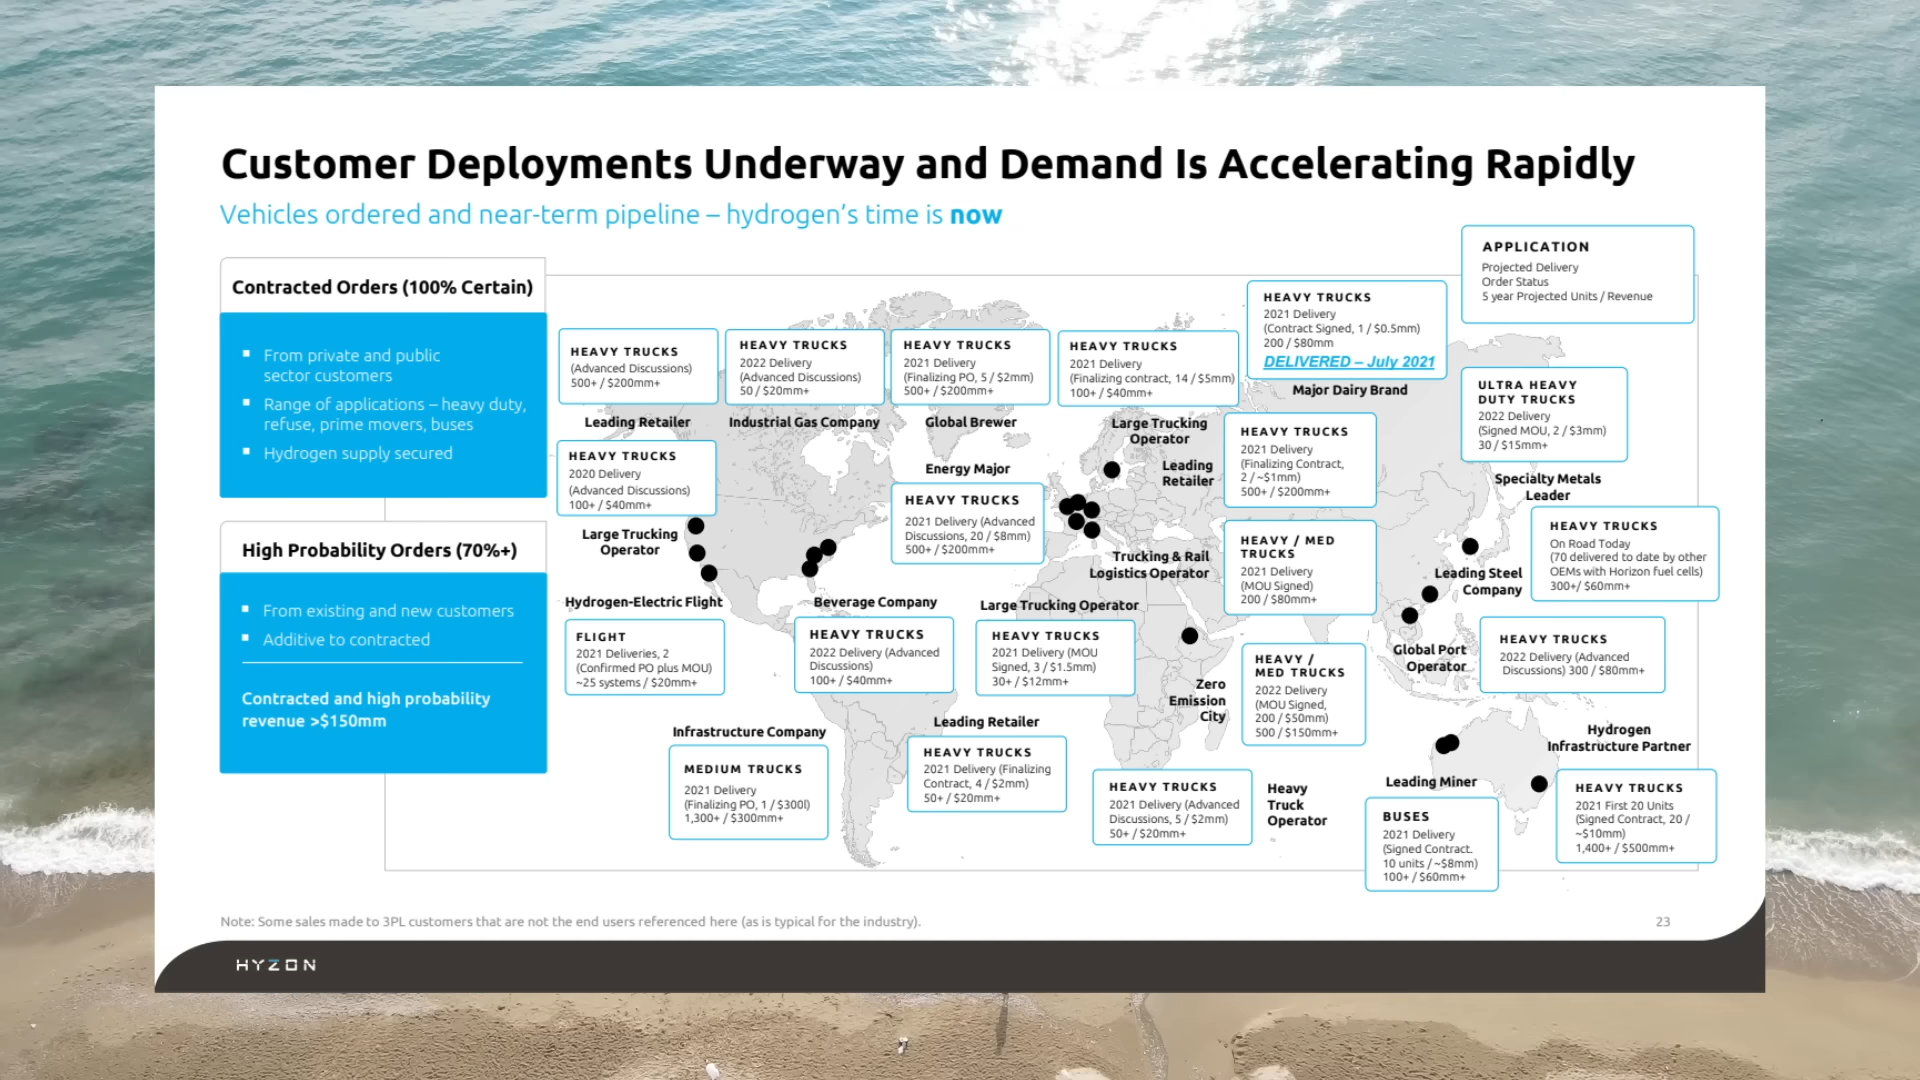 Customer Deployments Underway and Demand Is Accelerating Rapidly
Vehicles ordered and near-term pipeline – hydrogen's time is now
Contracted Orders (100% Certain)
From private and public
sector customers
Range of applications – heavy duty,
refuse, prime movers, buses
Hydrogen supply secured
High Probability Orders (70%+)
From existing and new customers
Additive to contracted
Contracted and high probability
revenue >$150mm
APPLICATION
Projected Delivery
Order Status
5 year Projected Units / Revenue
HEAVY TRUCKS
(Advanced Discussions)
500+ / $200mm+
Leading Retailer
HEAVY TRUCKS
2022 Delivery
(Advanced Discussions)
50 / $20mm+
Industrial Gas Company
HEAVY TRUCKS
2021 Delivery
(Finalizing PO, 5 / $2mm)
500+ / $200mm+
Global Brewer
HEAVY TRUCKS
2021 Delivery
(Finalizing contract, 14 / $5mm)
100+ / $40mm+
Large Trucking
Operator
HEAVY TRUCKS
2021 Delivery
(Contract Signed, 1 / $0.5mm)
200 / $80mm
DELIVERED – July 2021
Major Dairy Brand
ULTRA HEAVY
DUTY TRUCKS
2022 Delivery
(Signed MOU, 2 / $3mm)
30 / $15mm+
Specialty Metals
Leader
HEAVY TRUCKS
2020 Delivery
(Advanced Discussions)
100+ / $40mm+
Large Trucking
Operator
Energy Major
HEAVY TRUCKS
2021 Delivery (Advanced
Discussions, 20 / $8mm)
500+ / $200mm+
Leading
Retailer
HEAVY TRUCKS
2021 Delivery
(Finalizing Contract,
2 / ~$1mm)
500+ / $200mm+
Trucking & Rail
Logistics Operator
HEAVY / MED
TRUCKS
2021 Delivery
(MOU Signed)
200 / $80mm+
HEAVY TRUCKS
On Road Today
(70 delivered to date by other
OEMs with Horizon fuel cells)
300+/ $60mm+
Leading Steel
Company
Hydrogen-Electric Flight
FLIGHT
2021 Deliveries, 2
(Confirmed PO plus MOU)
~25 systems / $20mm+
Beverage Company
HEAVY TRUCKS
2022 Delivery (Advanced
Discussions)
100+ / $40mm+
Large Trucking Operator
HEAVY TRUCKS
2021 Delivery (MOU
Signed, 3 / $1.5mm)
30+ / $12mm+
Zero
Emission
City
HEAVY /
MED TRUCKS
2022 Delivery
(MOU Signed,
200 / $50mm)
500 / $150mm+
Global Port
Operator
HEAVY TRUCKS
2022 Delivery (Advanced
Discussions) 300 / $80mm+
Infrastructure Company
MEDIUM TRUCKS
2021 Delivery
(Finalizing PO, 1 / $300l)
1,300+ / $300mm+
Leading Retailer
HEAVY TRUCKS
2021 Delivery (Finalizing
Contract, 4 / $2mm)
50+ / $20mm+
HEAVY TRUCKS
2021 Delivery (Advanced
Discussions, 5 / $2mm)
50+ / $20mm+
Heavy
Truck
Operator
Leading Miner
BUSES
2021 Delivery
(Signed Contract.
10 units / ~$8mm)
100+ / $60mm+
Hydrogen
Infrastructure Partner
HEAVY TRUCKS
2021 First 20 Units
(Signed Contract, 20 /
~$10mm)
1,400+ / $500mm+
Note: Some sales made to 3PL customers that are not the end users referenced here (as is typical for the industry).
23
HYZON